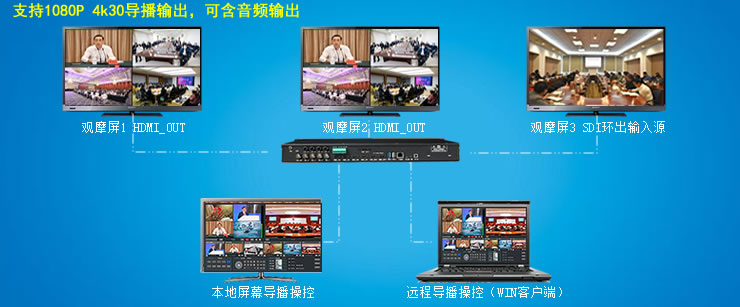 支持1080P 4k30导播输出，可含音频输出
观摩屏1 HDMI_OUT
观摩屏2 HDMI_OUT
观摩屏3 SDI环出输入源
本地屏幕导播操控
远程导播操控（WIN客户端）